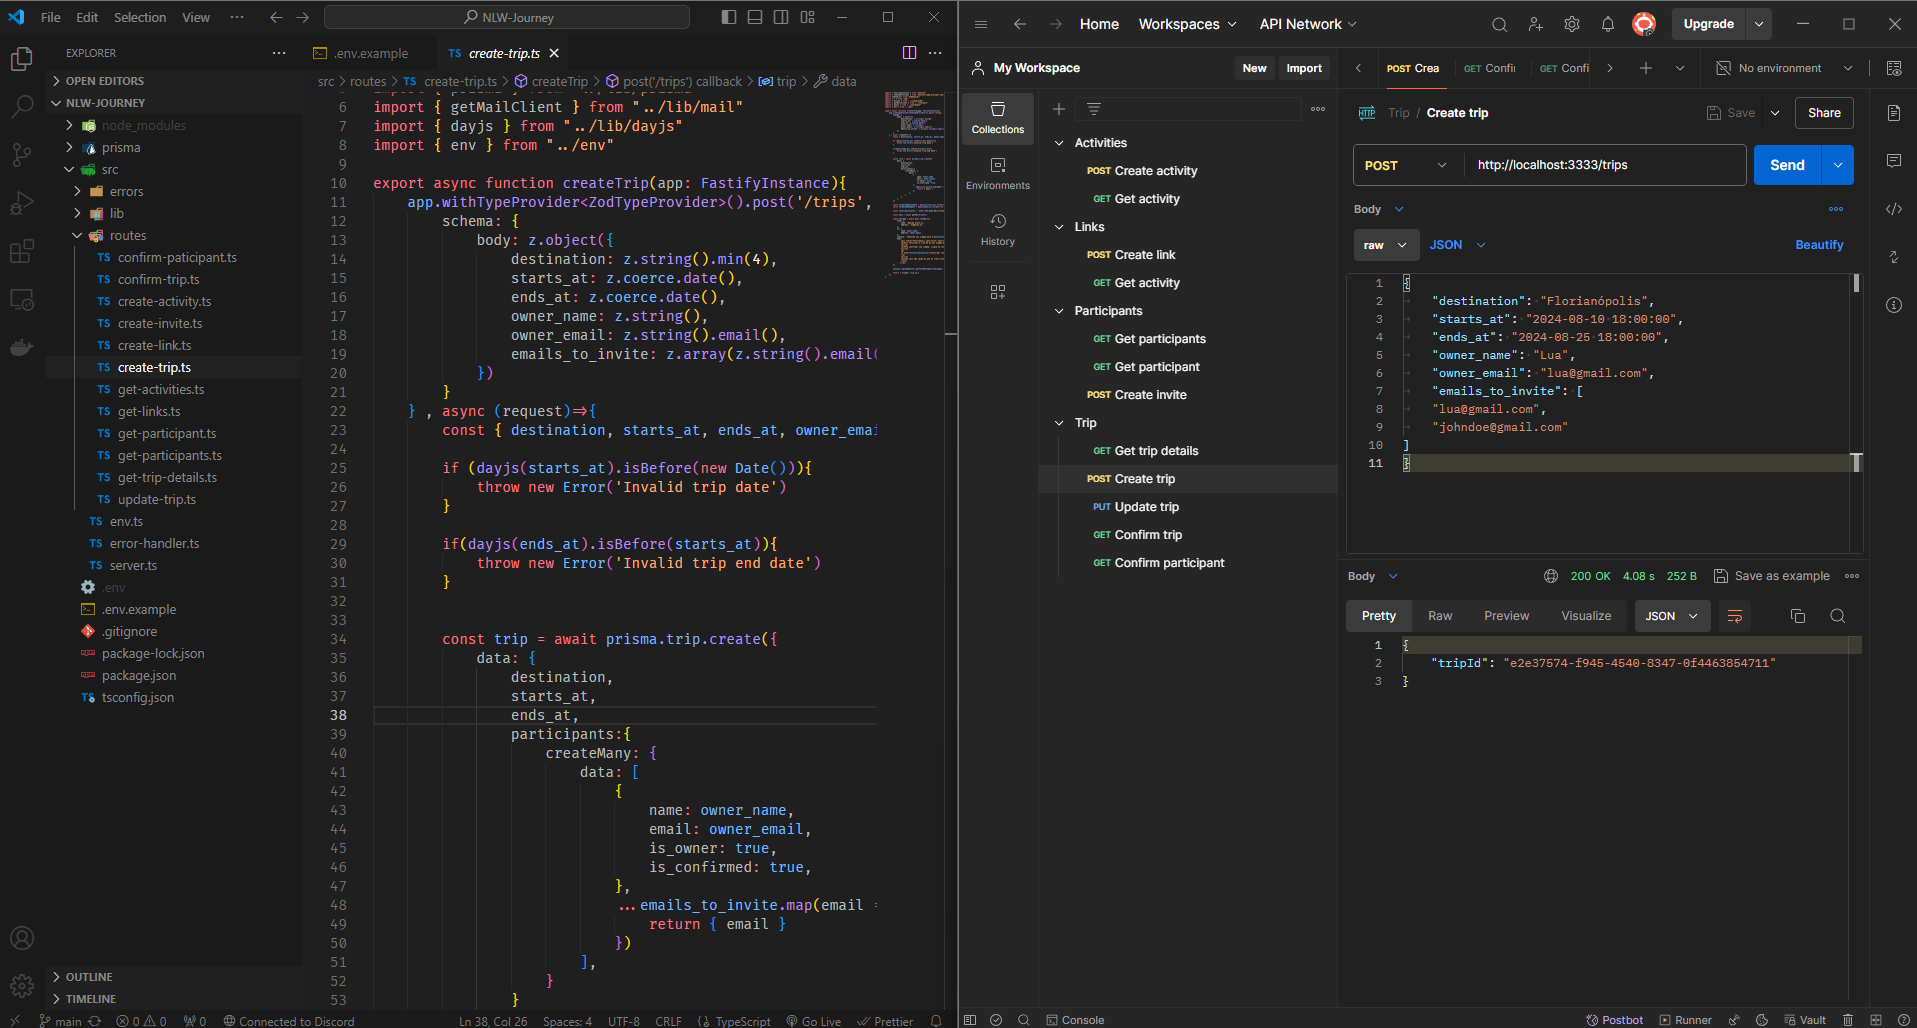 File Edit Selection View ··· NLW-Journey
EXPLORER ···
OPEN EDITORS
NLW-JOURNEY
node_modules
prisma
src
errors
lib
routes
TS confirm-paticipant.ts
TS confirm-trip.ts
TS create-activity.ts
TS create-invite.ts
TS create-link.ts
TS create-trip.ts
TS get-activities.ts
TS get-links.ts
TS get-participant.ts
TS get-participants.ts
TS get-trip-details.ts
TS update-trip.ts
TS env.ts
TS error-handler.ts
TS server.ts
.env
.env.example
.gitignore
package-lock.json
package.json
tsconfig.json
OUTLINE
TIMELINE
.env.example TS create-trip.ts
src > routes > TS create-trip.ts > createTrip > post('/trips') callback > trip > data
6 import { getMailClient } from "../lib/mail"
7 import { dayjs } from "../lib/dayjs"
8 import { env } from "../env"
9
10 export async function createTrip(app: FastifyInstance){
11 app.withTypeProvider<ZodTypeProvider>().post('/trips',
12 schema: {
13 body: z.object({
14 destination: z.string().min(4),
15 starts_at: z.coerce.date(),
16 ends_at: z.coerce.date(),
17 owner_name: z.string(),
18 owner_email: z.string().email(),
19 emails_to_invite: z.array(z.string().email(
20 })
21 }
22 } , async (request)=>{
23 const { destination, starts_at, ends_at, owner_emai
24
25 if (dayjs(starts_at).isBefore(new Date())){
26 throw new Error('Invalid trip date')
27 }
28
29 if(dayjs(ends_at).isBefore(starts_at)){
30 throw new Error('Invalid trip end date')
31 }
32
33
34 const trip = await prisma.trip.create({
35 data: {
36 destination,
37 starts_at,
38 ends_at,
39 participants:{
40 createMany: {
41 data: [
42 {
43 name: owner_name,
44 email: owner_email,
45 is_owner: true,
46 is_confirmed: true,
47 },
48 ...emails_to_invite.map(email =
49 return { email }
50 })
51 ],
52 }
53 }
main 0 0 0 Connected to Discord Ln 38, Col 26 Spaces: 4 UTF-8 CRLF {} TypeScript Go Live Prettier
Home Workspaces API Network Upgrade
My Workspace New Import
Collections
Environments
History
Activities
POST Create activity
GET Get activity
Links
POST Create link
GET Get activity
Participants
GET Get participants
GET Get participant
POST Create invite
Trip
GET Get trip details
POST Create trip
PUT Update trip
GET Confirm trip
GET Confirm participant
POST Crea GET Confir GET Confi No environment
HTTP Trip / Create trip Save Share
POST http://localhost:3333/trips Send
Body
raw JSON Beautify
1 {
2 "destination": "Florianópolis",
3 "starts_at": "2024-08-10 18:00:00",
4 "ends_at": "2024-08-25 18:00:00",
5 "owner_name": "Lua",
6 "owner_email": "lua@gmail.com",
7 "emails_to_invite": [
8 "lua@gmail.com",
9 "johndoe@gmail.com"
10 ]
11 }
Body 200 OK 4.08 s 252 B Save as example
Pretty Raw Preview Visualize JSON
1 {
2 "tripId": "e2e37574-f945-4540-8347-0f4463854711"
3 }
Console Postbot Runner Vault